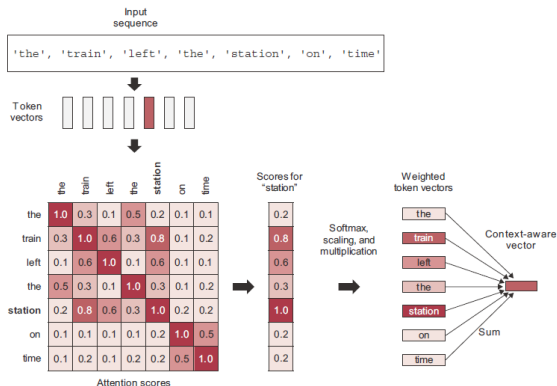 Input
sequence
'the', 'train', 'left', 'the', 'station', 'on', 'time'
Token
vectors
the train left the station on time
the 1.0 0.3 0.1 0.5 0.2 0.1 0.1
train 0.3 1.0 0.6 0.3 0.8 0.1 0.2
left 0.1 0.6 1.0 0.1 0.6 0.1 0.1
the 0.5 0.3 0.1 1.0 0.3 0.1 0.2
station 0.2 0.8 0.6 0.3 1.0 0.2 0.2
on 0.1 0.1 0.1 0.1 0.2 1.0 0.5
time 0.1 0.2 0.1 0.2 0.2 0.5 1.0
Attention scores
Scores for
"station"
0.2
0.8
0.6
0.3
1.0
0.2
0.2
Softmax,
scaling, and
multiplication
Weighted
token vectors
the
train
left
the
station
on
time
Context-aware
vector
Sum